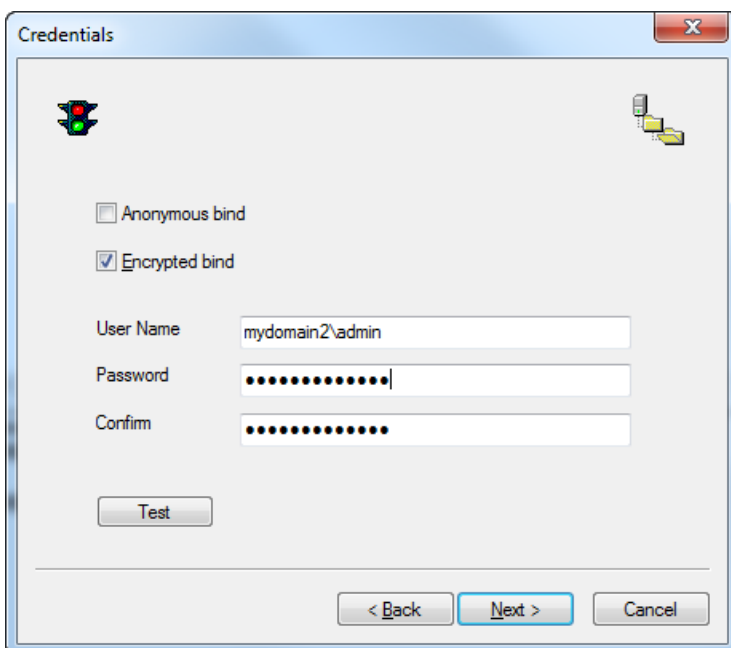 Credentials
Anonymous bind
Encrypted bind
User Name mydomain2\admin
Password ●●●●●●●●●●●●●
Confirm ●●●●●●●●●●●●●
Test
< Back Next > Cancel